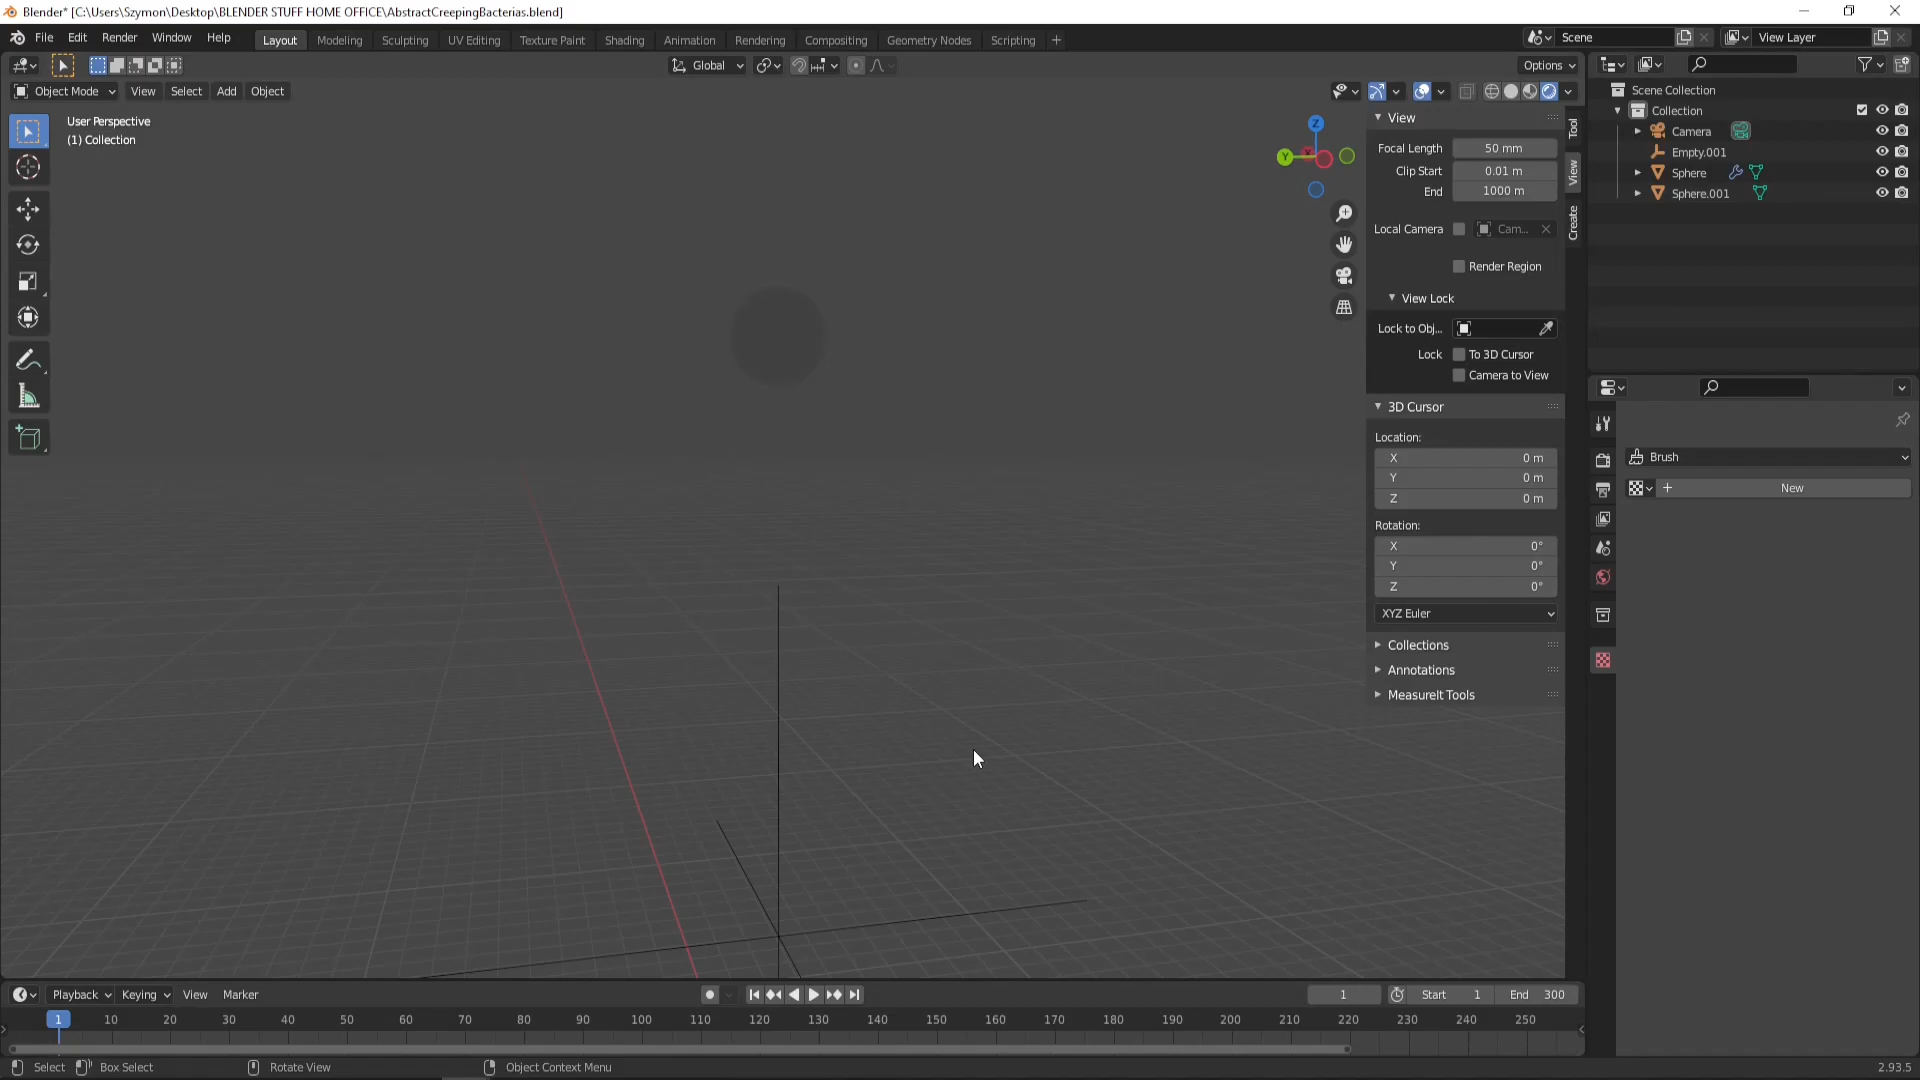 Blender* [C:\Users\Szymon\Desktop\BLENDER STUFF HOME OFFICE\AbstractCreepingBacterias.blend]
File Edit Render Window Help Layout Modeling Sculpting UV Editing Texture Paint Shading Animation Rendering Compositing Geometry Nodes Scripting + Scene View Layer
Global Options
Object Mode View Select Add Object
User Perspective
(1) Collection
Z
Y
X
View
Focal Length 50 mm
Clip Start 0.01 m
End 1000 m
Local Camera Cam...
Render Region
View Lock
Lock to Obj...
Lock To 3D Cursor
Camera to View
3D Cursor
Location:
X 0 m
Y 0 m
Z 0 m
Rotation:
X 0°
Y 0°
Z 0°
XYZ Euler
Collections
Annotations
MeasureIt Tools
Tool
View
Create
Scene Collection
Collection
Camera
Empty.001
Sphere
Sphere.001
Brush
+ New
Playback Keying View Marker 1 Start 1 End 300
1 10 20 30 40 50 60 70 80 90 100 110 120 130 140 150 160 170 180 190 200 210 220 230 240 250
Select Box Select Rotate View Object Context Menu 2.93.5